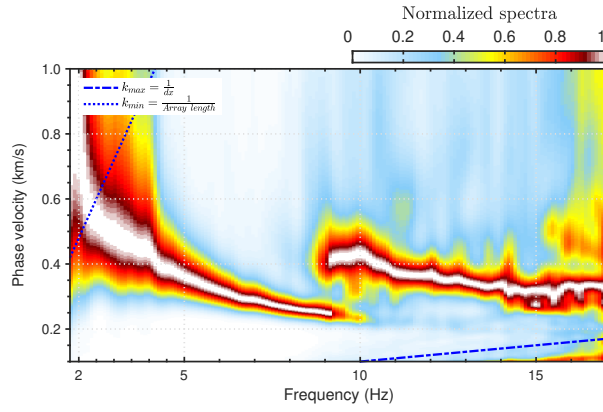 Normalized spectra
0 0.2 0.4 0.6 0.8 1
1.0
0.8
0.6
0.4
0.2
Phase velocity (km/s)
k_max = 1/dx
k_min = 1/Array length
2 5 10 15
Frequency (Hz)